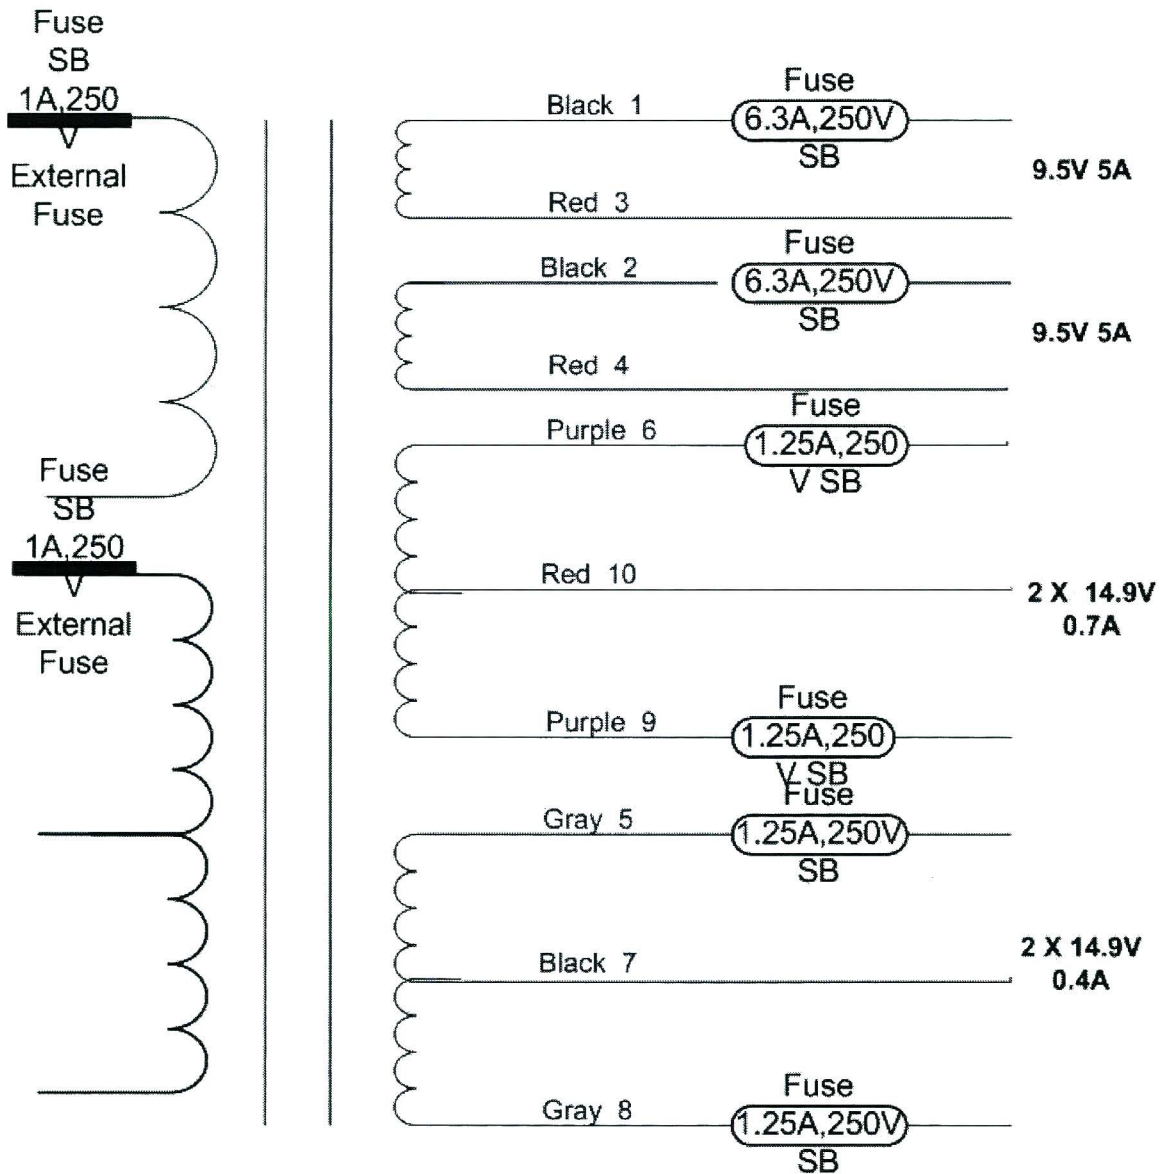 Fuse
SB
1A,250
V
External
Fuse
Fuse
SB
1A,250
V
External
Fuse
Black 1
Fuse
6.3A,250V
SB
9.5V 5A
Red 3
Black 2
Fuse
6.3A,250V
SB
9.5V 5A
Red 4
Purple 6
Fuse
1.25A,250
V SB
Red 10
2 X 14.9V
0.7A
Purple 9
Fuse
1.25A,250
V SB
Gray 5
Fuse
1.25A,250V
SB
Black 7
2 X 14.9V
0.4A
Gray 8
Fuse
1.25A,250V
SB